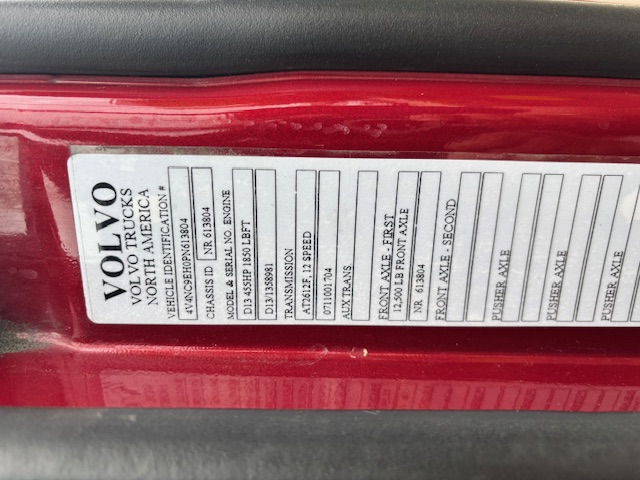 VOLVO
VOLVO TRUCKS
NORTH AMERICA
VEHICLE IDENTIFICATION #
4V4NC9EH0PN613804
CHASSIS ID NR 613804
MODEL & SERIAL NO. ENGINE
D13 455HP 1850 LBFT
D13/1358981
TRANSMISSION
AT2612F, 12 SPEED
0711001704
AUX TRANS
FRONT AXLE - FIRST
12,500 LB FRONT AXLE
NR 613804
FRONT AXLE - SECOND
PUSHER AXLE
PUSHER AXLE
PUSHER AXLE